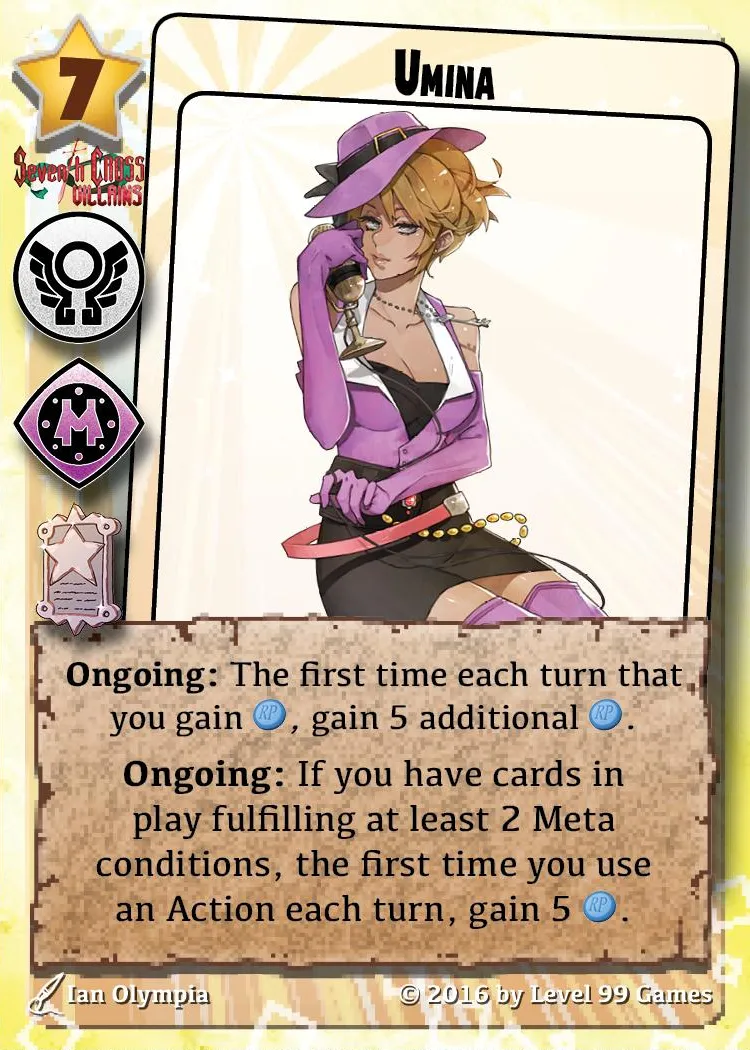 7
UMINA
Seventh CROSS
VILLAINS
M
Ongoing: The first time each turn that
you gain RP, gain 5 additional RP.
Ongoing: If you have cards in
play fulfilling at least 2 Meta
conditions, the first time you use
an Action each turn, gain 5 RP.
Ian Olympia
© 2016 by Level 99 Games